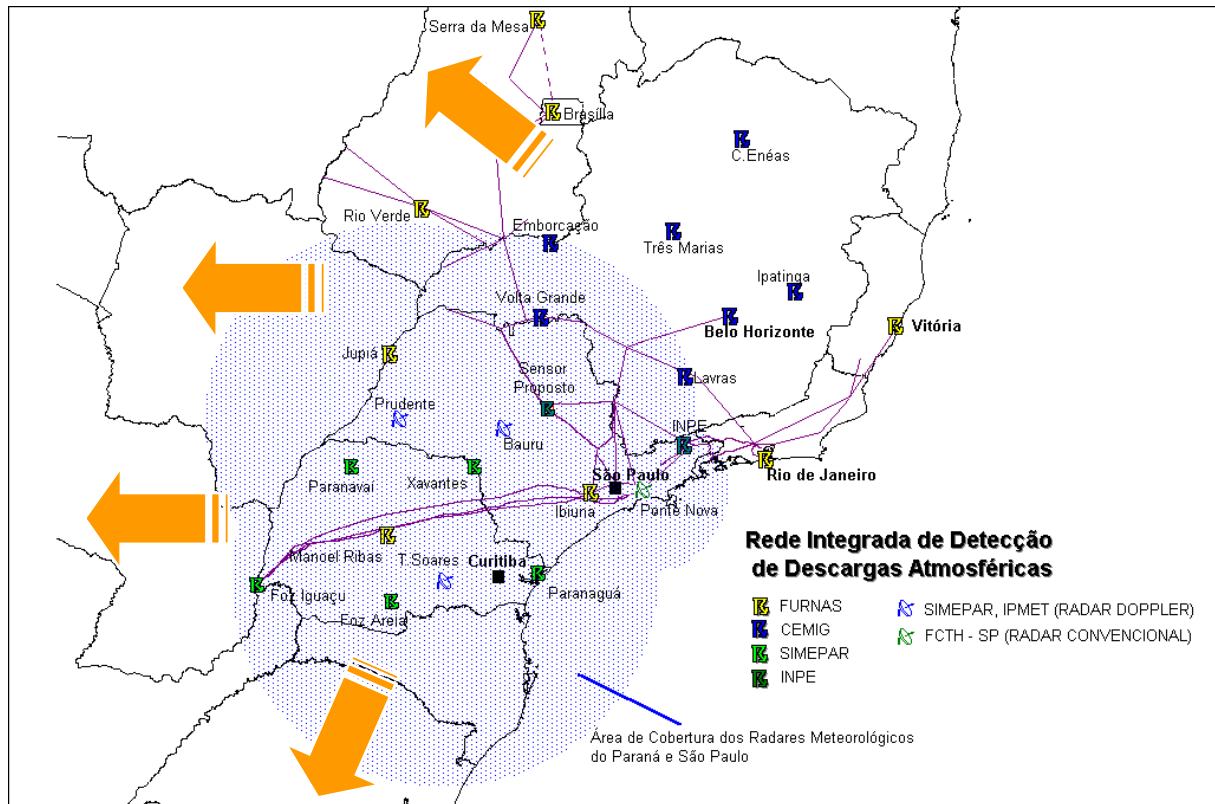 Serra da Mesa
Brasília
C.Enéas
Rio Verde
Emborcação
Três Marias
Ipatinga
Volta Grande
Belo Horizonte
Vitória
Jupiá
Sensor
Proposto
Lavras
Prudente
Bauru
INPE
Rio de Janeiro
São Paulo
Paranavai
Xavantes
Ibiuna
Ponte Nova
Manoel Ribas
T.Soares
Curitiba
Foz Iguaçu
Foz Areia
Paranaguá
Rede Integrada de Detecção
de Descargas Atmosféricas
FURNAS
CEMIG
SIMEPAR
INPE
SIMEPAR, IPMET (RADAR DOPPLER)
FCTH - SP (RADAR CONVENCIONAL)
Área de Cobertura dos Radares Meteorológicos
do Paraná e São Paulo